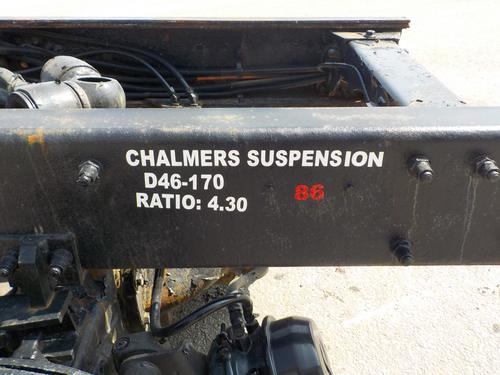 CHALMERS SUSPENSION
D46-170
86
RATIO: 4.30